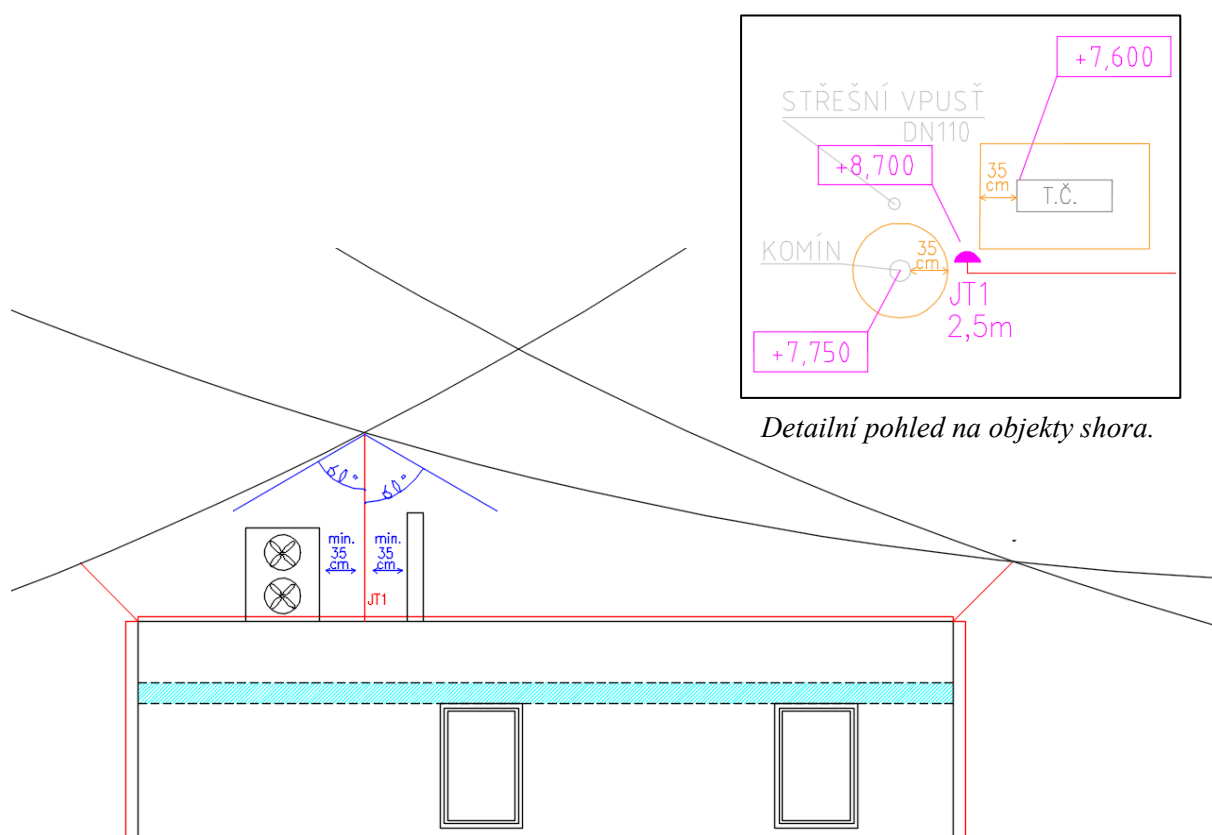 +7,600
STŘEŠNÍ VPUSŤ
DN110
+8,700
35
cm
T.Č.
KOMÍN
35
cm
JT1
2,5m
+7,750
Detailní pohled na objekty shora.
60°
60°
min.
35
cm
min.
35
cm
JT1